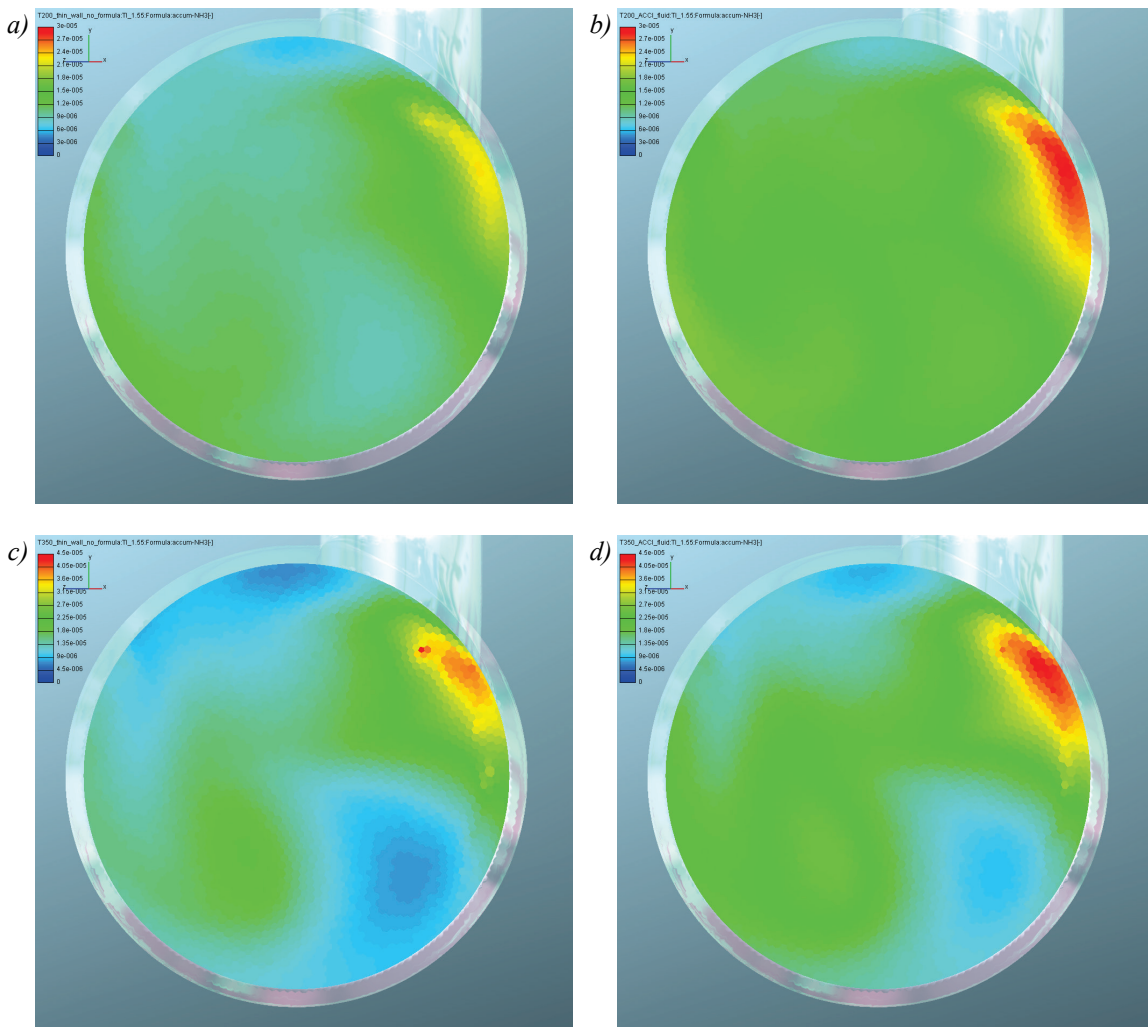 a)
T200_thin_wall_no_formula:TI_1.55:Formula:accum-NH3[-]
3e-005
2.7e-005
2.4e-005
2.1e-005
1.8e-005
1.5e-005
1.2e-005
9e-006
6e-006
3e-006
0
y
z
x
b)
T200_ACCI_fluid:TI_1.55:Formula:accum-NH3[-]
3e-005
2.7e-005
2.4e-005
2.1e-005
1.8e-005
1.5e-005
1.2e-005
9e-006
6e-006
3e-006
0
y
z
x
c)
T350_thin_wall_no_formula:TI_1.55:Formula:accum-NH3[-]
4.5e-005
4.05e-005
3.6e-005
3.15e-005
2.7e-005
2.25e-005
1.8e-005
1.35e-005
9e-006
4.5e-006
0
y
z
x
d)
T350_ACCI_fluid:TI_1.55:Formula:accum-NH3[-]
4.5e-005
4.05e-005
3.6e-005
3.15e-005
2.7e-005
2.25e-005
1.8e-005
1.35e-005
9e-006
4.5e-006
0
y
z
x